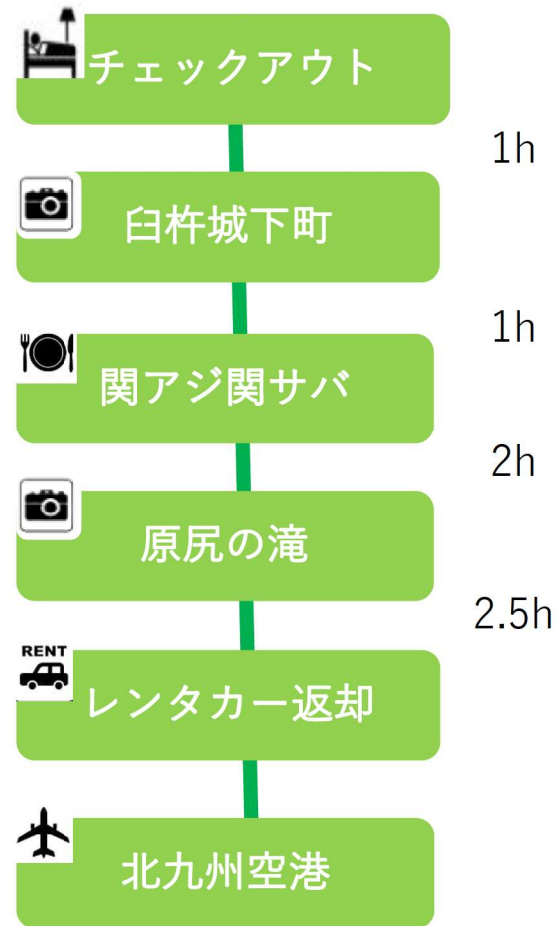 チェックアウト
1h
臼杵城下町
1h
関アジ関サバ
2h
原尻の滝
2.5h
RENT
レンタカー返却
北九州空港